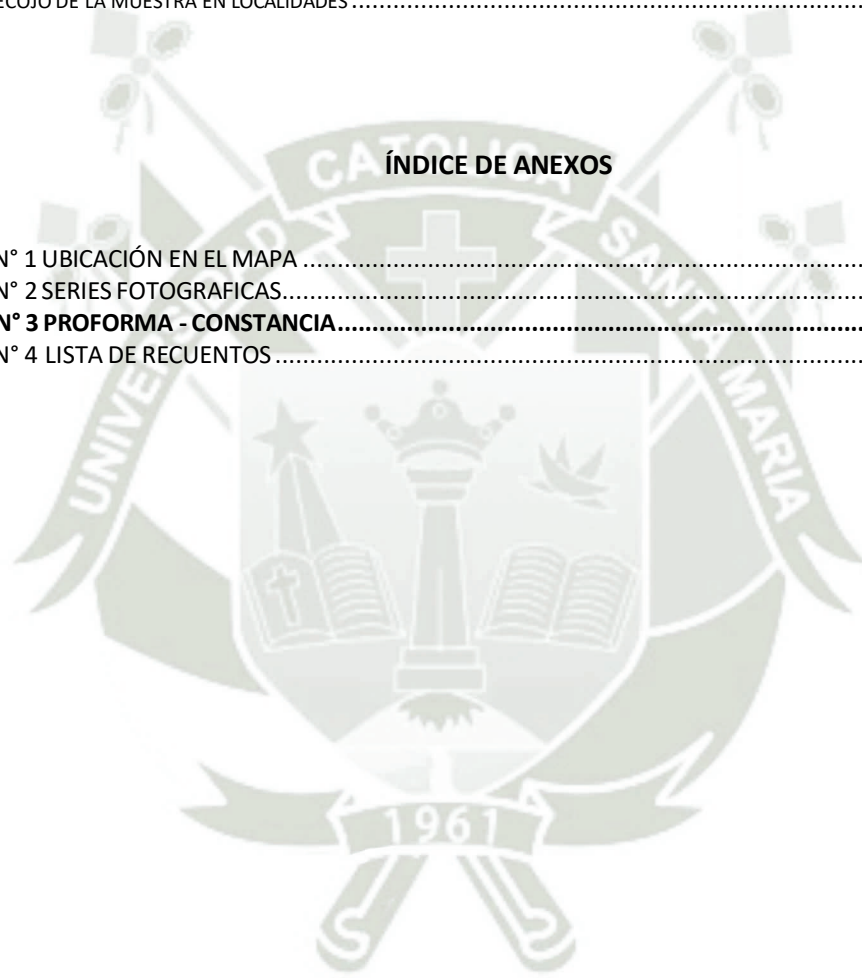 ECOJO DE LA MUESTRA EN LOCALIDADES
ÍNDICE DE ANEXOS
N° 1 UBICACIÓN EN EL MAPA
N° 2 SERIES FOTOGRAFICAS
N° 3 PROFORMA - CONSTANCIA
N° 4 LISTA DE RECUENTOS
UNIVERSIDAD CATOLICA SANTA MARIA
1961